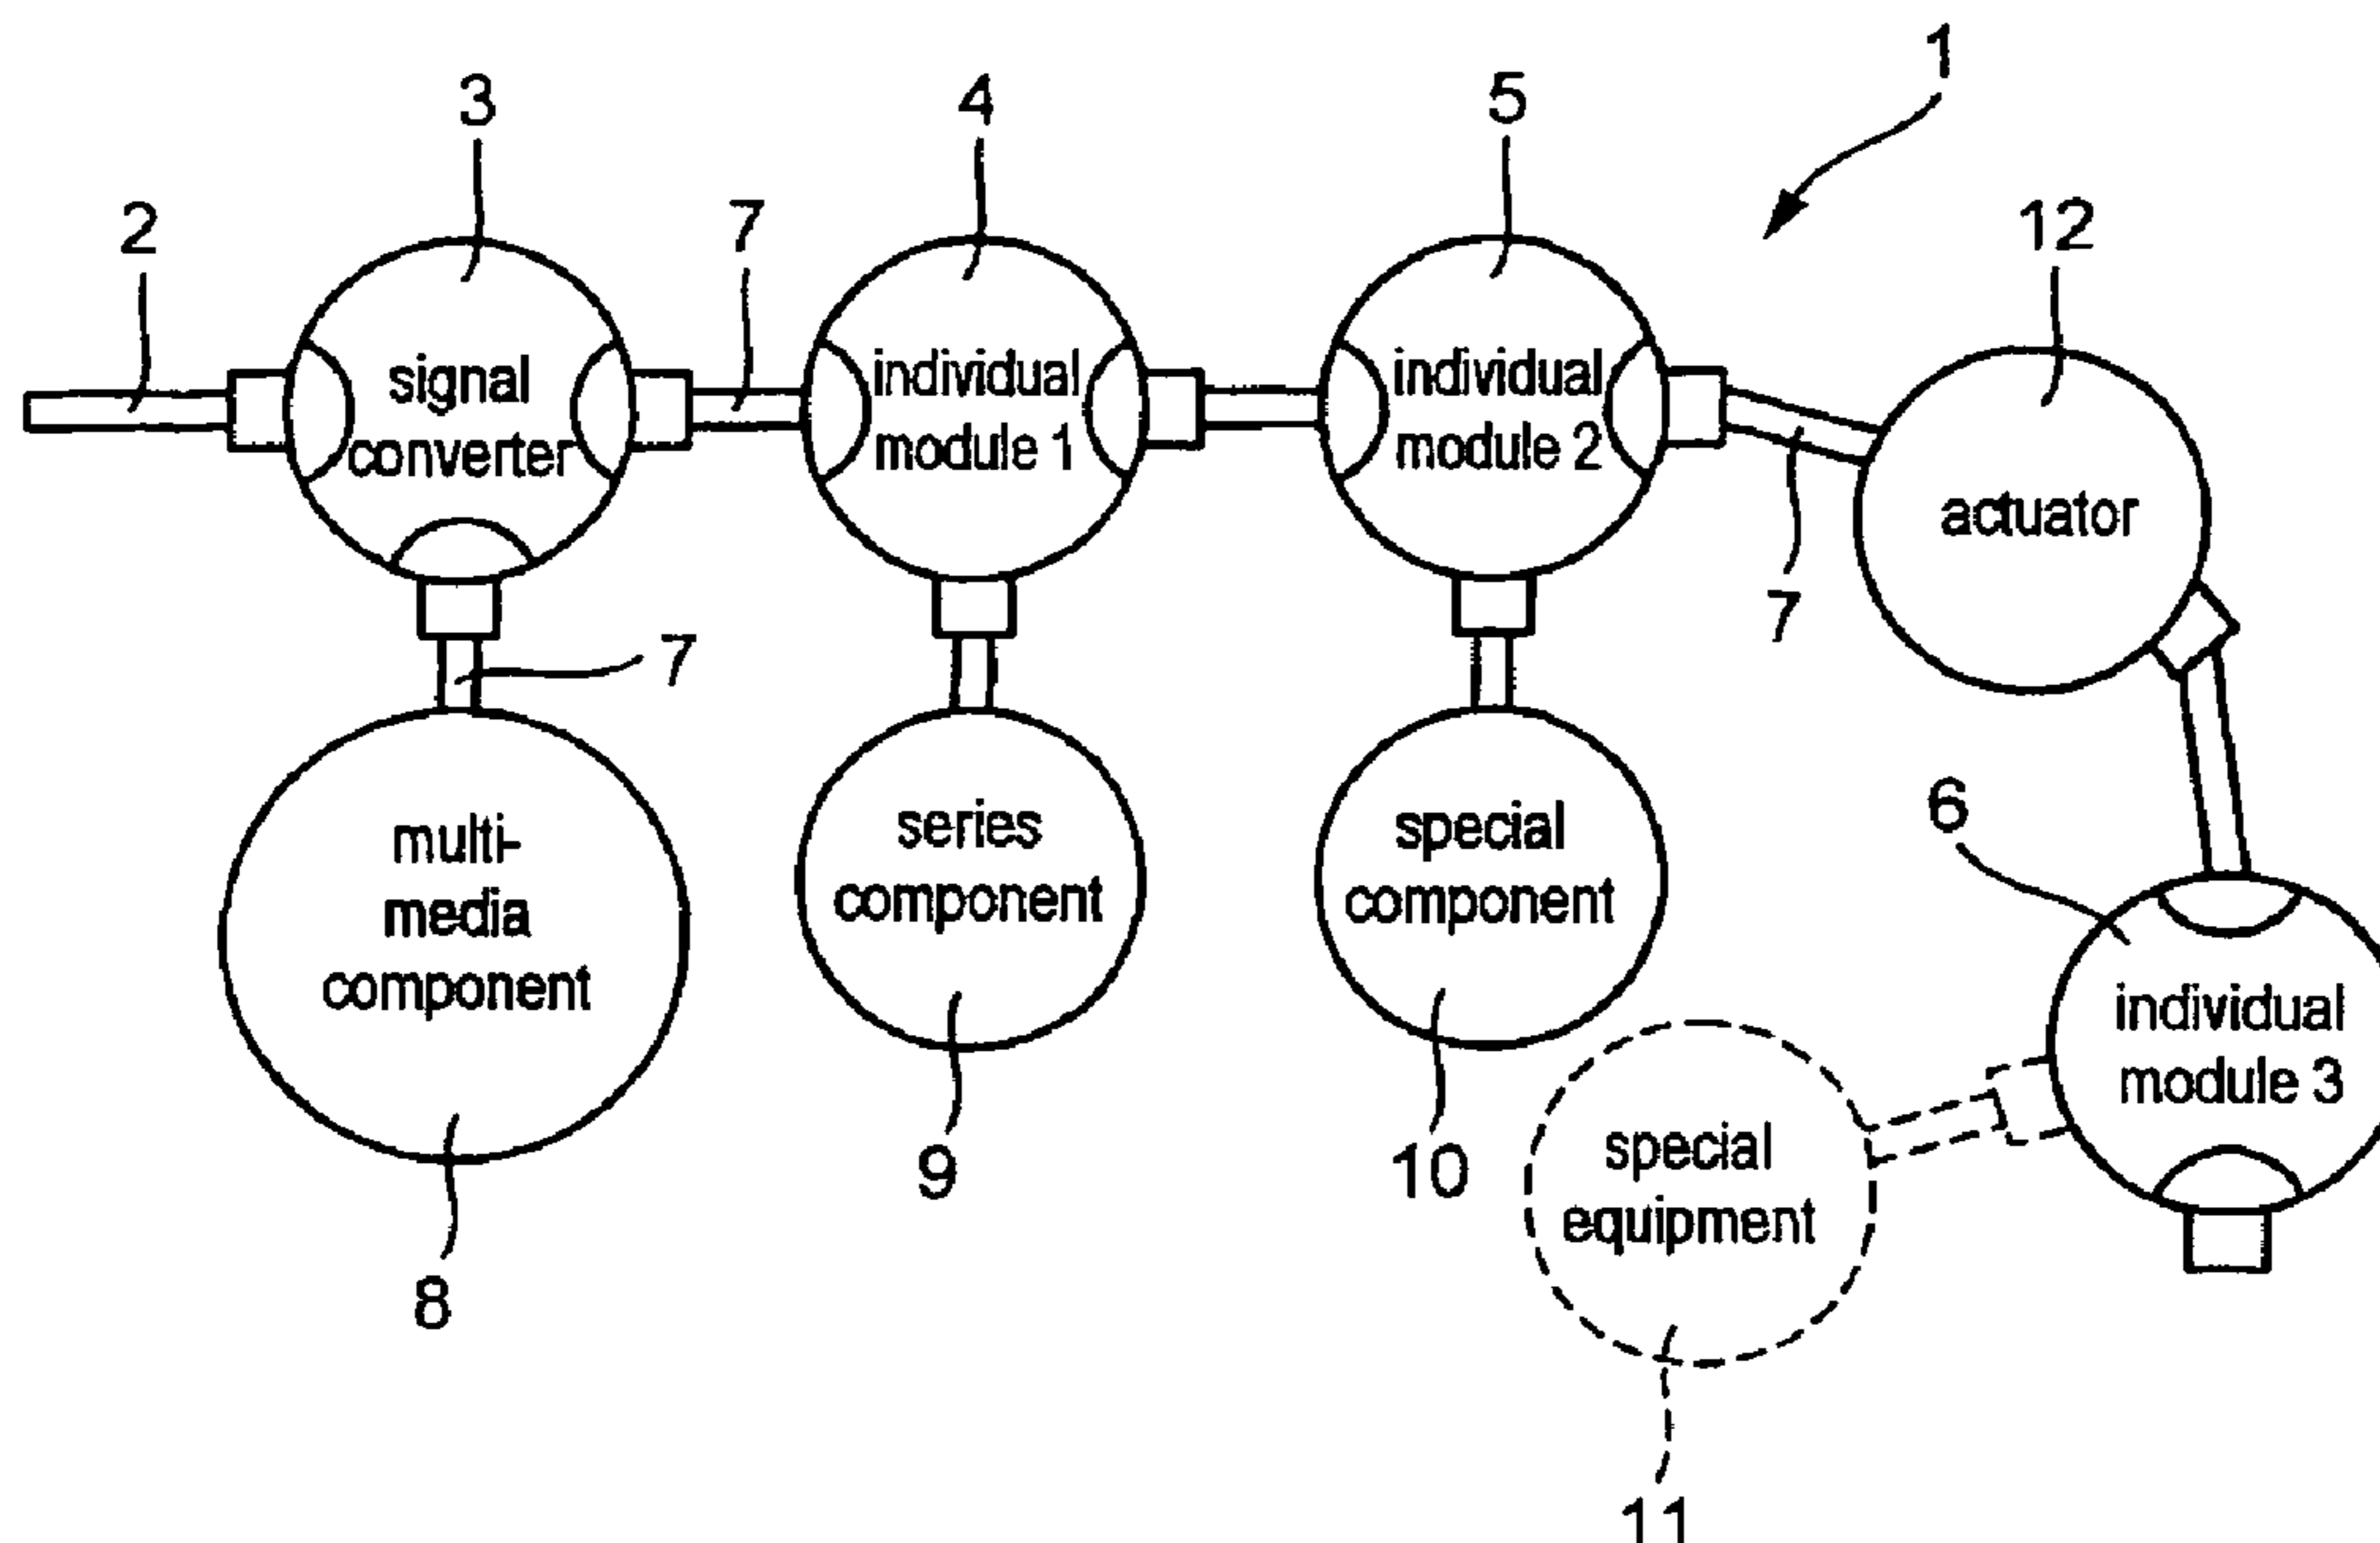 1
3
4
5
2
7
12
signal
converter
individual
module 1
individual
module 2
actuator
7
7
6
multi-
media
component
series
component
special
component
individual
module 3
special
equipment
9
10
8
11